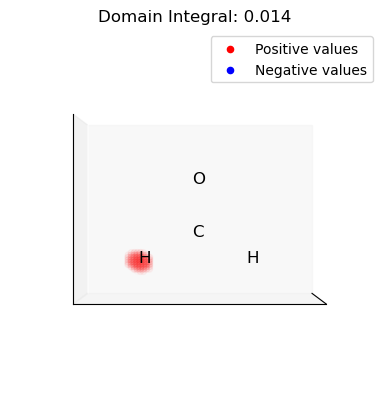 Domain Integral: 0.014
Positive values
Negative values
O
C
H H